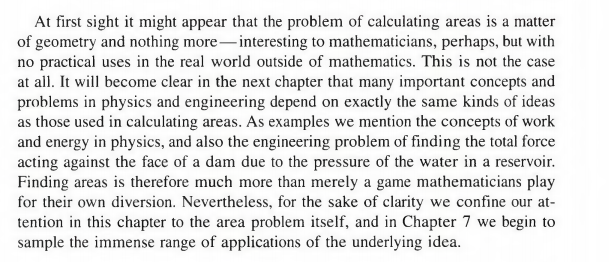 At first sight it might appear that the problem of calculating areas is a matter
of geometry and nothing more—interesting to mathematicians, perhaps, but with
no practical uses in the real world outside of mathematics. This is not the case
at all. It will become clear in the next chapter that many important concepts and
problems in physics and engineering depend on exactly the same kinds of ideas
as those used in calculating areas. As examples we mention the concepts of work
and energy in physics, and also the engineering problem of finding the total force
acting against the face of a dam due to the pressure of the water in a reservoir.
Finding areas is therefore much more than merely a game mathematicians play
for their own diversion. Nevertheless, for the sake of clarity we confine our at-
tention in this chapter to the area problem itself, and in Chapter 7 we begin to
sample the immense range of applications of the underlying idea.